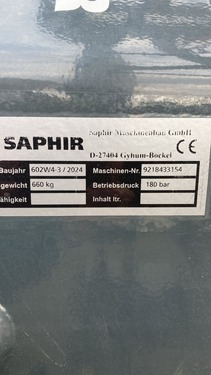 SAPHIR
Saphir Maschinenbau GmbH
D-27404 Gyhum-Bockel
CE
Baujahr 602W4-3 / 2024 Maschinen-Nr. 9218433154
gewicht 660 kg Betriebsdruck 180 bar
ähigkeit Inhalt ltr.